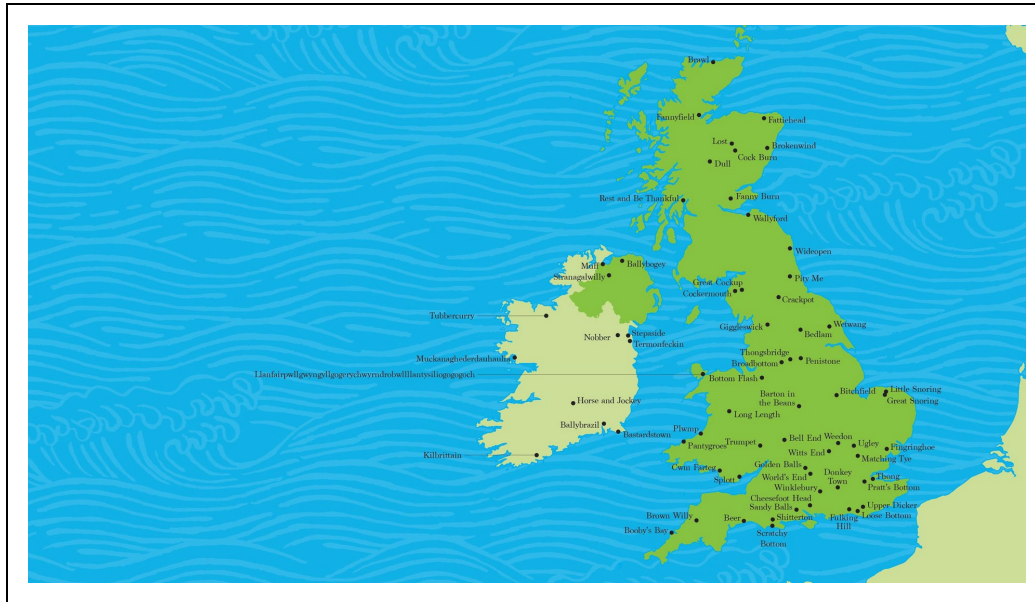 Brawl
Fannyfield
Fattiehead
Lost
Cock Burn
Brokenwind
Dull
Rest and Be Thankful
Fanny Burn
Wallyford
Wideopen
Muff
Ballybogey
Stranagalwilly
Pity Me
Great Cockup
Cockermouth
Crackpot
Tubbercurry
Giggleswick
Wetwang
Bedlam
Nobber
Stepaside
Termonfeckin
Muckanaghederdauhaulia
Thongsbridge
Broadbottom
Penistone
Llanfairpwllgwyngyllgogerychwyrndrobwllllantysiliogogogoch
Bottom Flash
Bitchfield
Little Snoring
Great Snoring
Barton in
the Beans
Horse and Jockey
Long Length
Ballybrazil
Bastardstown
Plwmp
Pantygroes
Trumpet
Bell End
Weedon
Witts End
Ugley
Fingringhoe
Matching Tye
Kilbrittain
Cwm Farteg
Splott
Golden Balls
World's End
Donkey
Town
Thong
Pratt's Bottom
Winklebury
Cheesefoot Head
Sandy Balls
Upper Dicker
Loose Bottom
Fulking
Hill
Brown Willy
Booby's Bay
Beer
Shitterton
Scratchy
Bottom